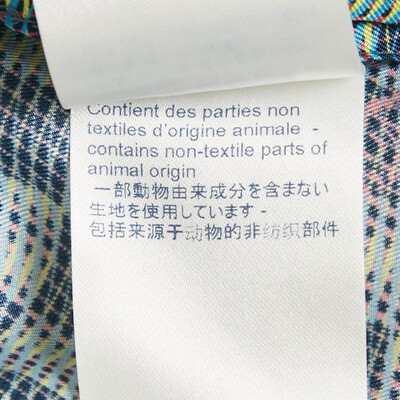 Contient des parties non
textiles d'origine animale -
contains non-textile parts of
animal origin
一部動物由来成分を含まない
生地を使用しています -
包括来源于动物的非纺织部件